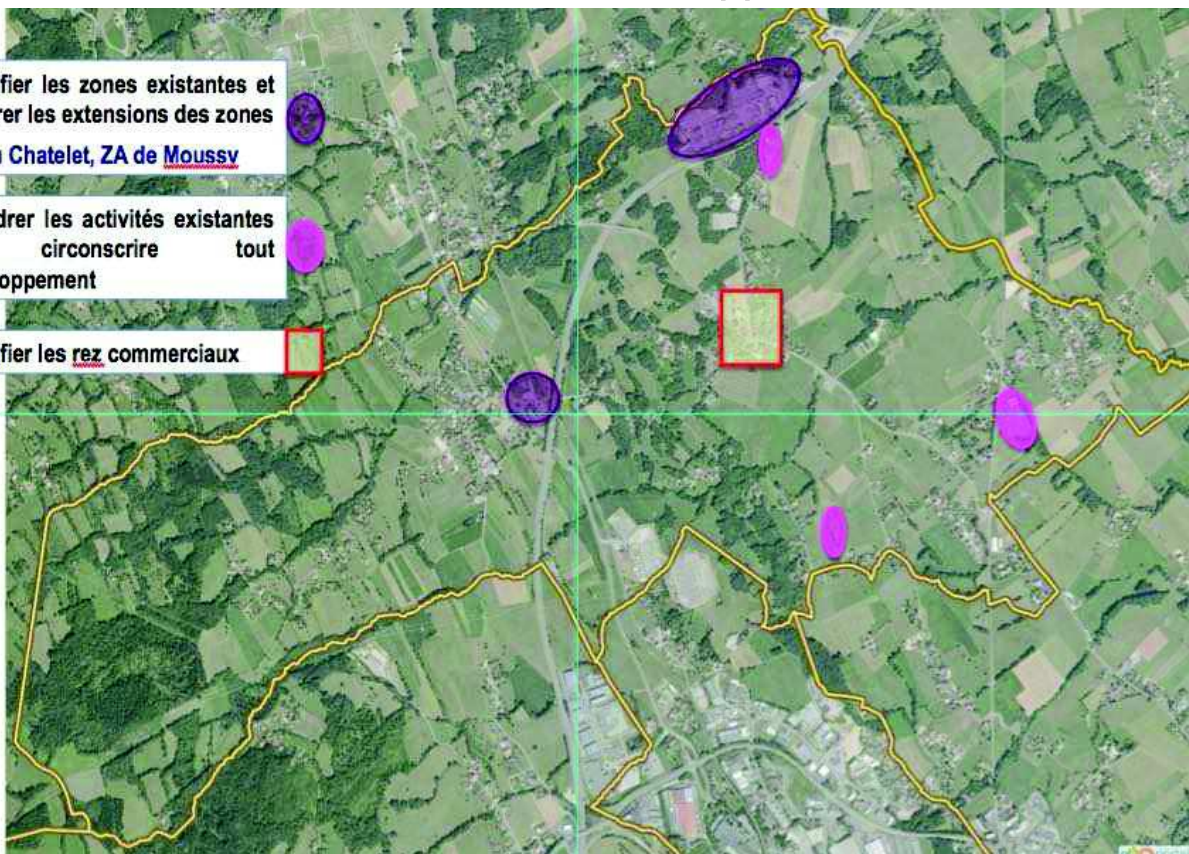 fier les zones existantes et
rer les extensions des zones
Chatelet, ZA de Moussy
drer les activités existantes
circonscrire tout
oppement
fier les rez commerciaux